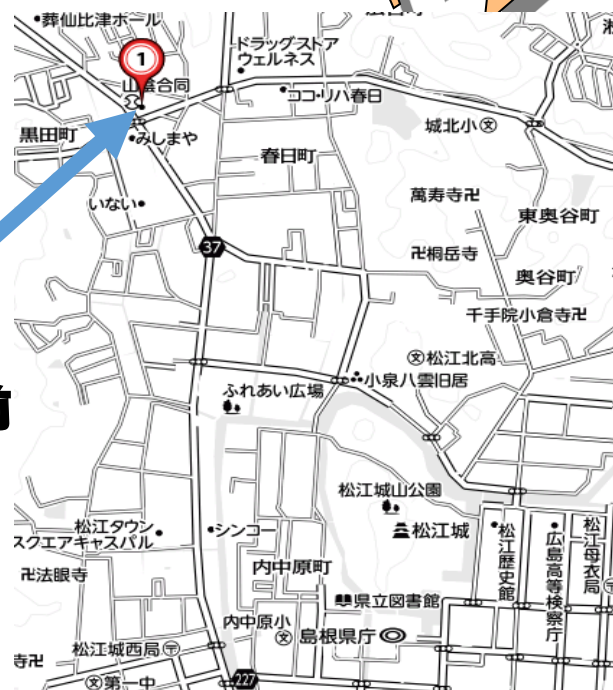 葬仙比津ホール
ドラッグストア
ウェルネス
1
山陰合同
ココ・リハ春日
黒田町
みしまや
城北小
春日町
萬寿寺
いない
東奥谷町
37
桐岳寺
奥谷町
千手院小倉寺
松江北高
小泉八雲旧居
ふれあい広場
前
松江城山公園
松江タウン
スクエアキャスパル
シンコー
松江城
松江歴史館
広島高等検察庁
松江母衣局
法眼寺
内中原町
県立図書館
内中原小
島根県庁
松江城西局
寺
227
第一中